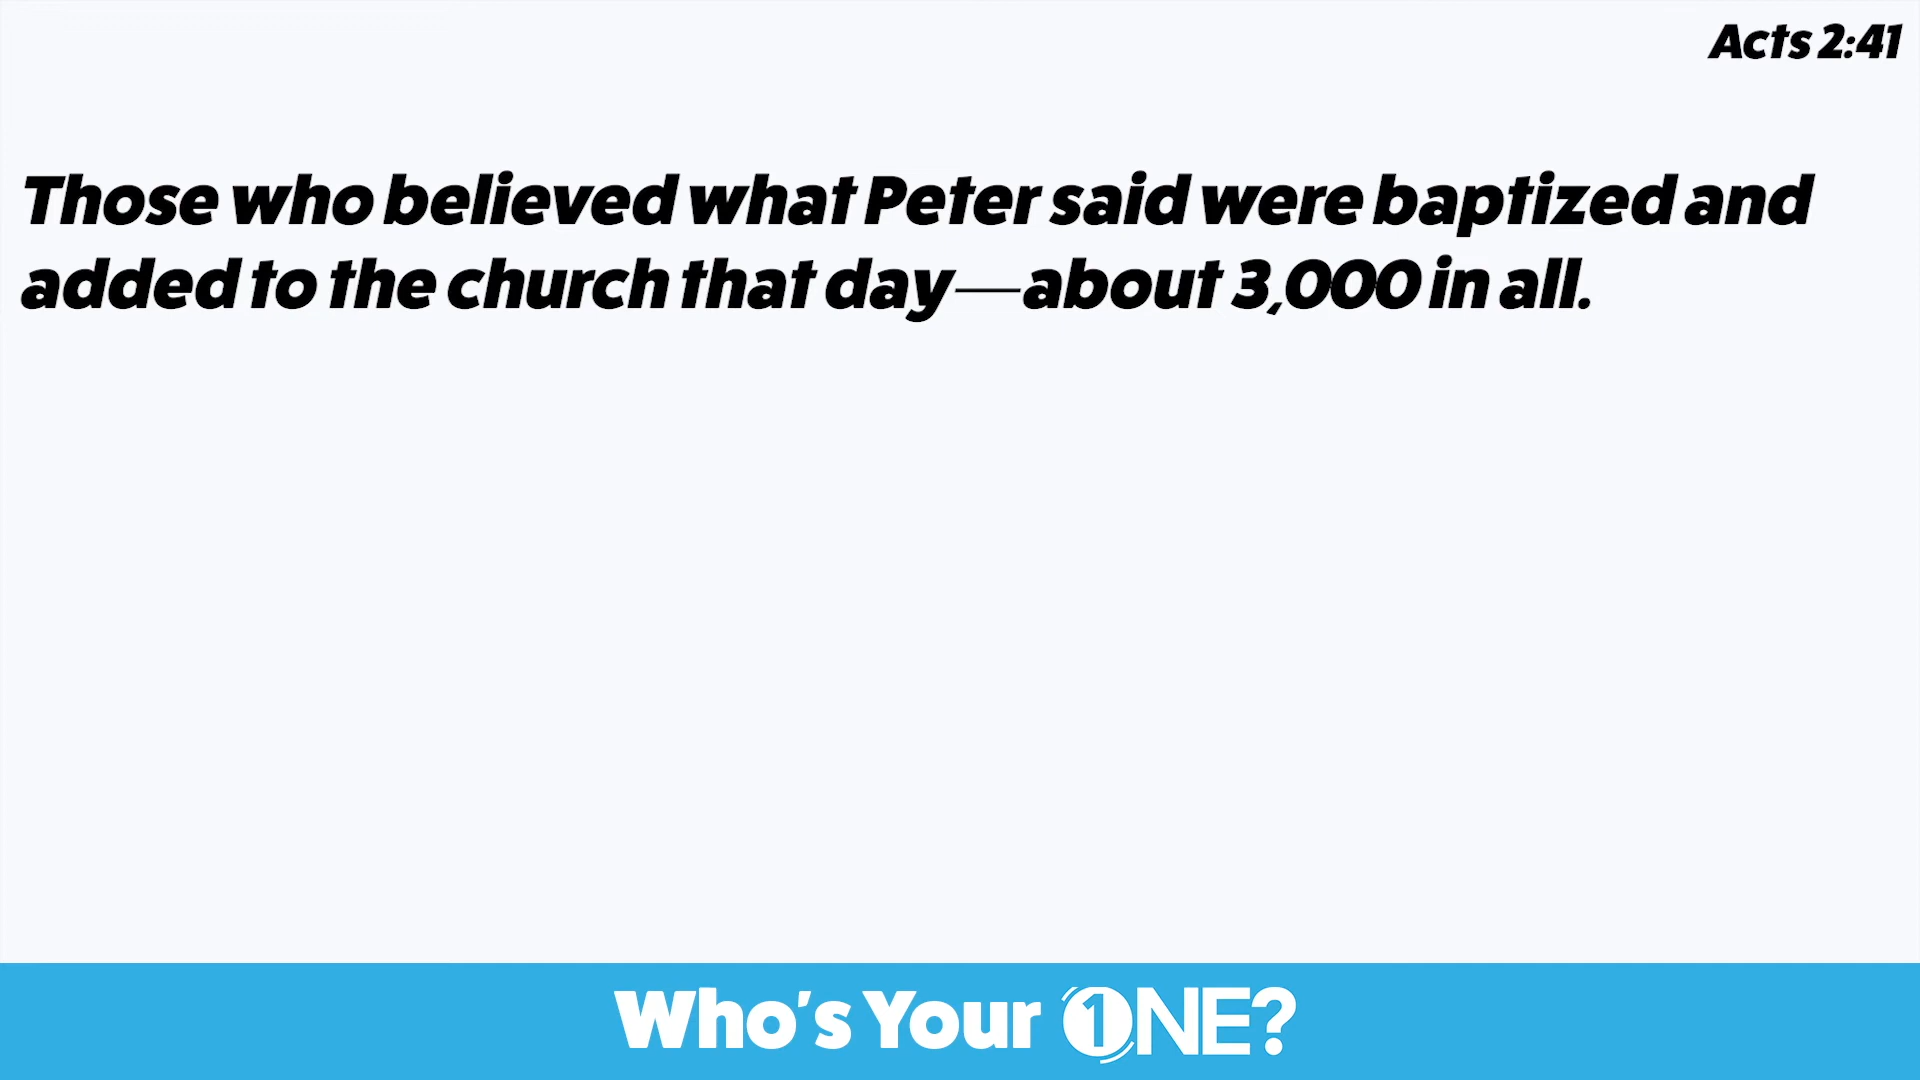 Acts 2:41
Those who believed what Peter said were baptized and
added to the church that day—about 3,000 in all.
Who's Your 1NE?